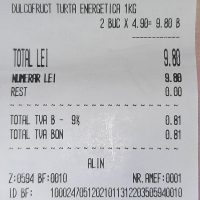 DULCOFRUCT TURTA ENERGETICA 1KG
2 BUC X 4.90= 9.80 B
TOTAL LEI 9.80
NUMERAR LEI 9.80
REST 0.00
TOTAL TVA B - 9% 0.81
TOTAL TVA BON 0.81
ALIN
Z:0594 BF:0010 NR.AMEF:0001
ID BF: 10002470512021011312203505940010